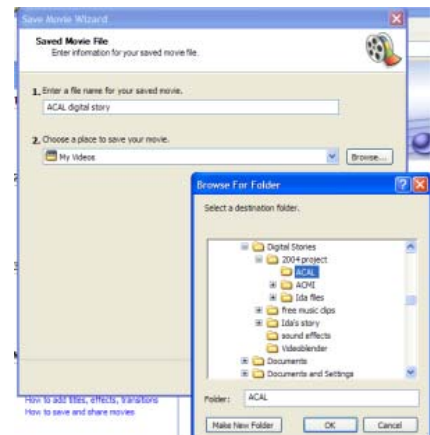 Save Movie Wizard
Saved Movie File
Enter information for your saved movie file.
1. Enter a file name for your saved movie.
ACAL digital story
2. Choose a place to save your movie.
My Videos
Browse...
Browse For Folder
Select a destination folder.
Digital Stories
2004 project
ACAL
ACMI
Ida files
free music clips
Ida's story
sound effects
Videoblender
Documents
Documents and Settings
Folder: ACAL
Make New Folder OK Cancel
How to add titles, effects, transitions
How to save and share movies